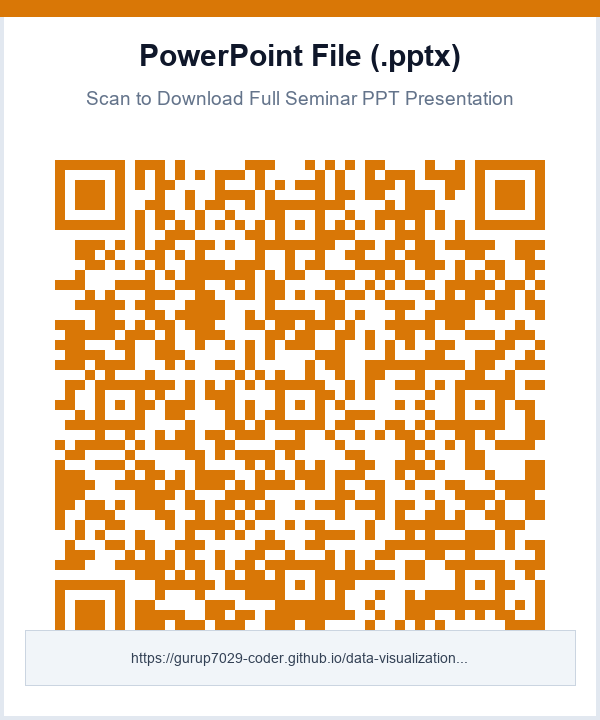 PowerPoint File (.pptx)
Scan to Download Full Seminar PPT Presentation
https://gurup7029-coder.github.io/data-visualization...